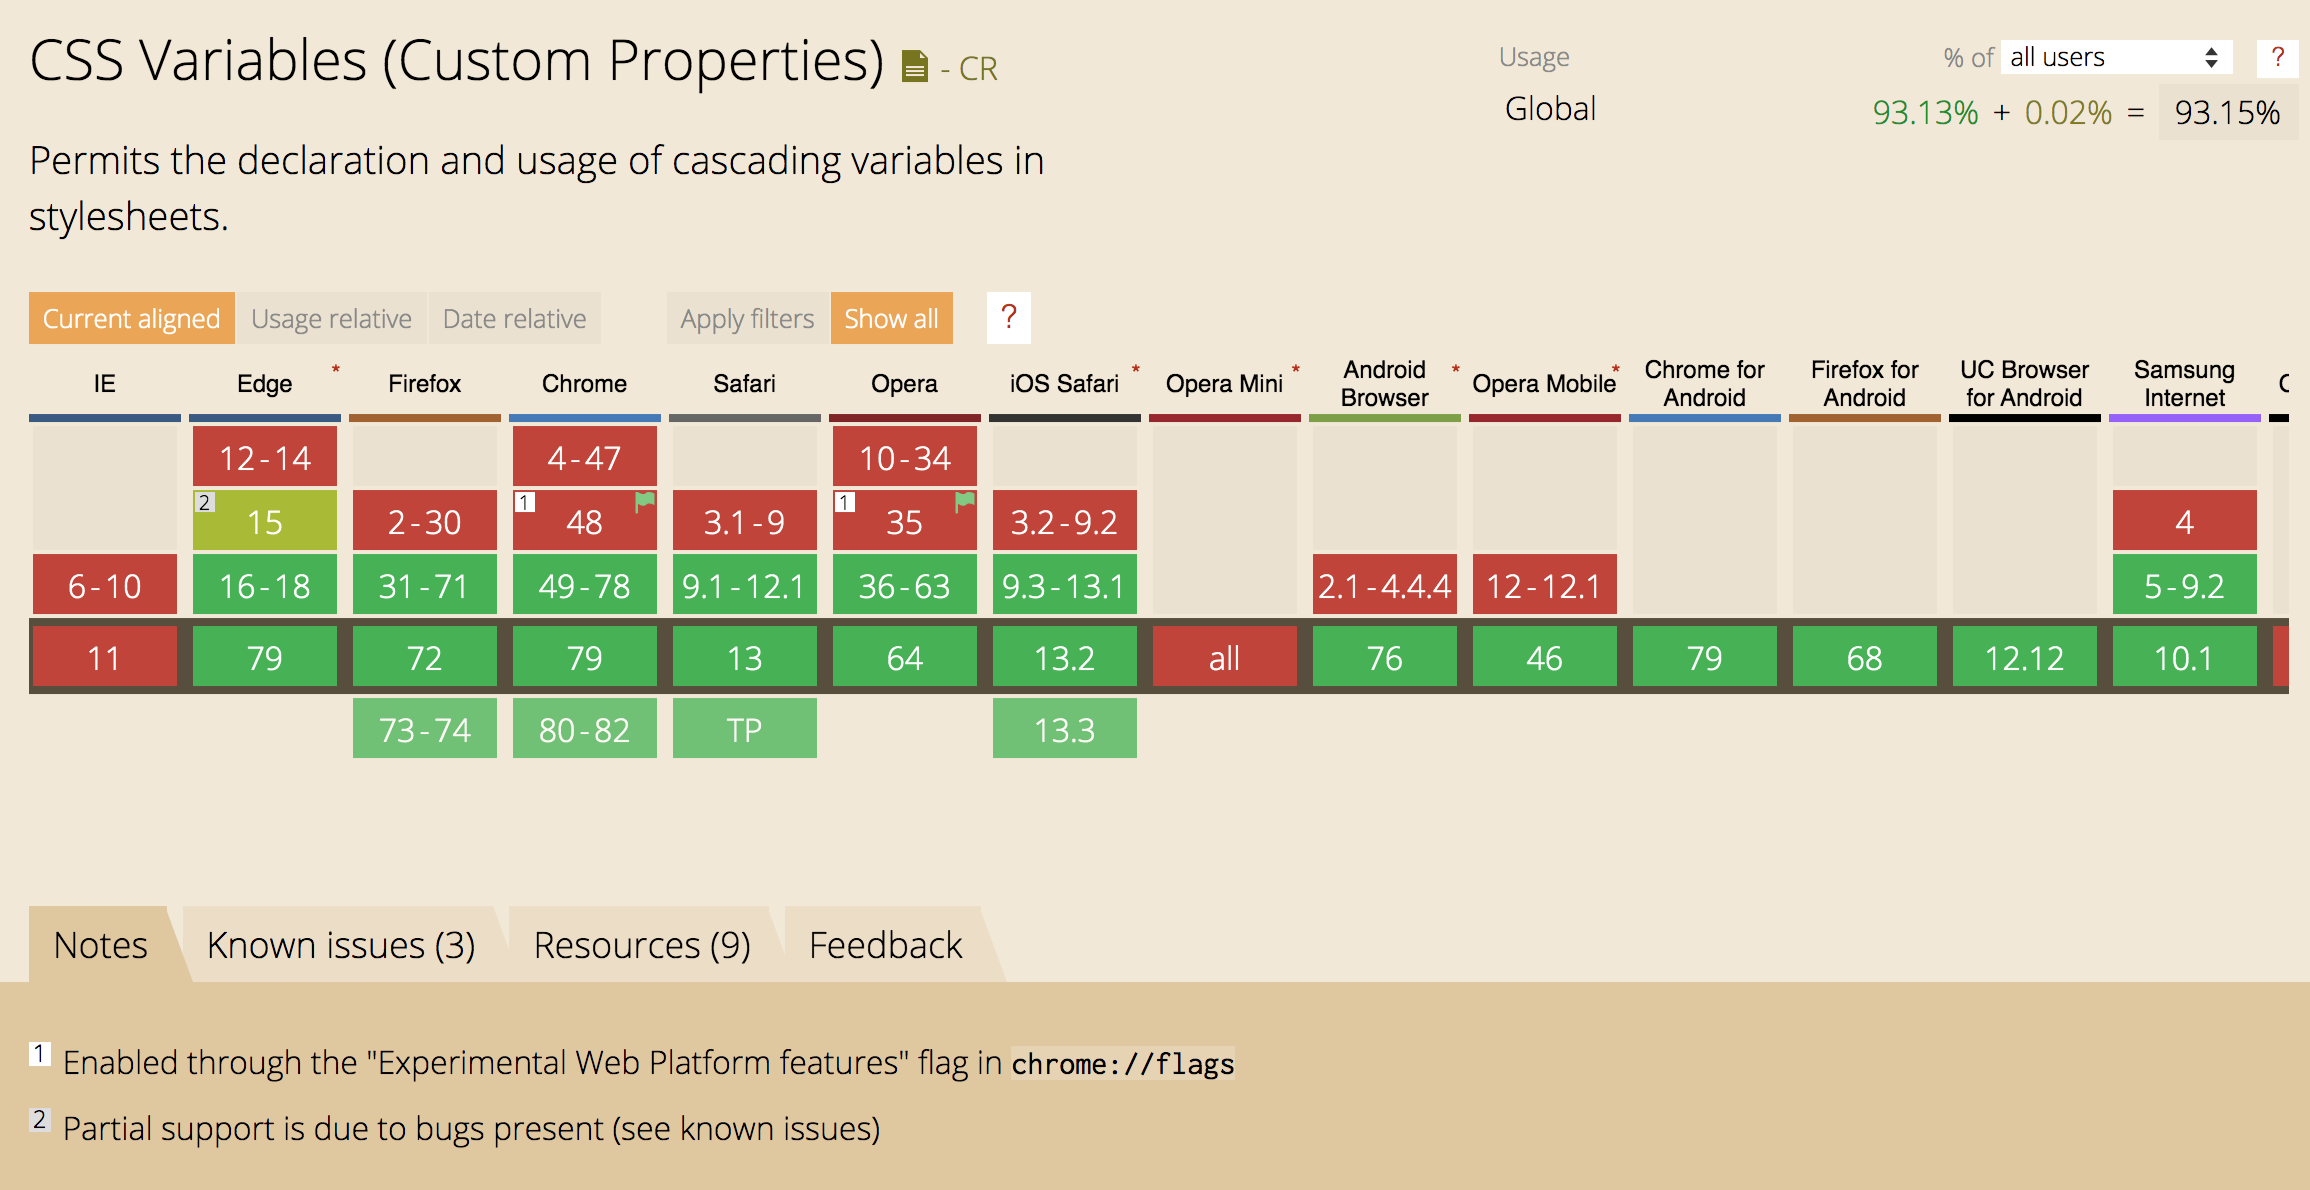 CSS Variables (Custom Properties) - CR
Usage % of all users ?
Global 93.13% + 0.02% = 93.15%
Permits the declaration and usage of cascading variables in
stylesheets.
Current aligned Usage relative Date relative Apply filters Show all ?
IE Edge * Firefox Chrome Safari Opera iOS Safari * Opera Mini * Android Browser * Opera Mobile * Chrome for Android Firefox for Android UC Browser for Android Samsung Internet
12-14 4-47 10-34
2 15 2-30 1 48 3.1-9 1 35 3.2-9.2 4
6-10 16-18 31-71 49-78 9.1-12.1 36-63 9.3-13.1 2.1-4.4.4 12-12.1 5-9.2
11 79 72 79 13 64 13.2 all 76 46 79 68 12.12 10.1
73-74 80-82 TP 13.3
Notes Known issues (3) Resources (9) Feedback
1 Enabled through the "Experimental Web Platform features" flag in chrome://flags
2 Partial support is due to bugs present (see known issues)